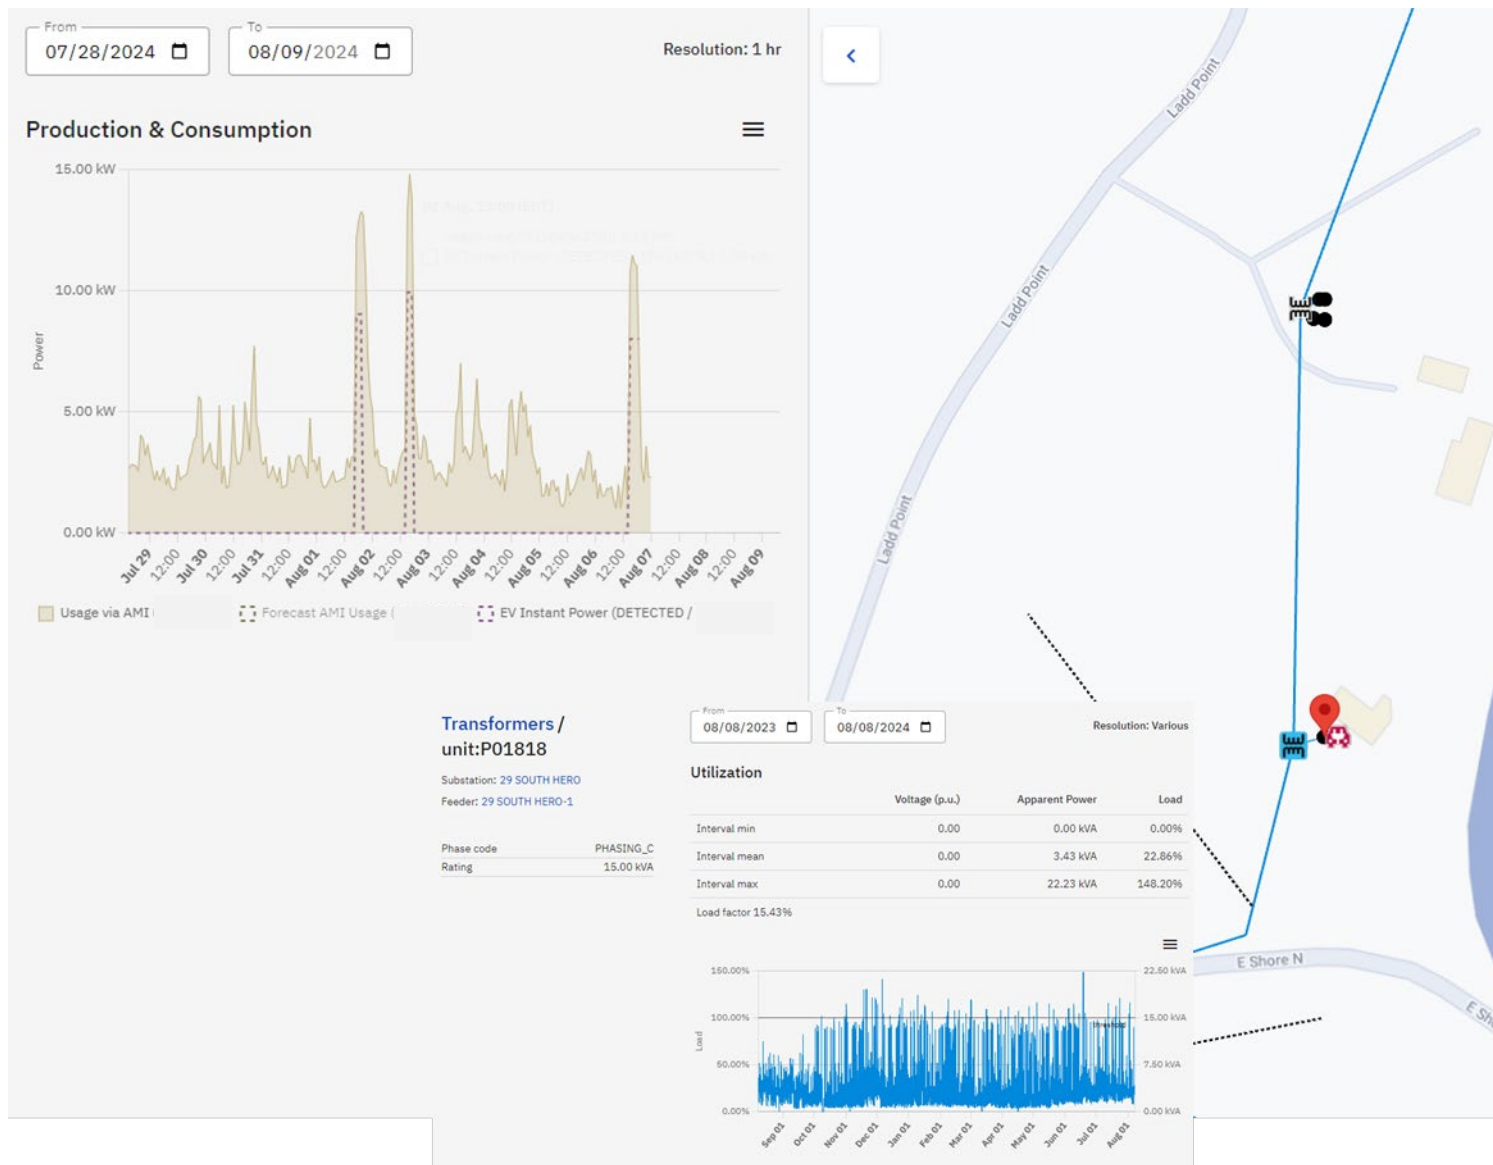 From
07/28/2024
To
08/09/2024
Resolution: 1 hr
Production & Consumption
15.00 kW
10.00 kW
5.00 kW
0.00 kW
Power
Jul 29
12:00
Jul 30
12:00
Jul 31
12:00
Aug 01
12:00
Aug 02
12:00
Aug 03
12:00
Aug 04
12:00
Aug 05
12:00
Aug 06
12:00
Aug 07
12:00
Aug 08
12:00
Aug 09
Usage via AMI
Forecast AMI Usage (
EV Instant Power (DETECTED /
Ladd Point
Ladd Point
Ladd Point
E Shore N
E Sh
Transformers /
unit:P01818
Substation: 29 SOUTH HERO
Feeder: 29 SOUTH HERO-1
Phase code PHASING_C
Rating 15.00 kVA
From
08/08/2023
To
08/08/2024
Resolution: Various
Utilization
Voltage (p.u.) Apparent Power Load
Interval min 0.00 0.00 kVA 0.00%
Interval mean 0.00 3.43 kVA 22.86%
Interval max 0.00 22.23 kVA 148.20%
Load factor 15.43%
150.00%
100.00%
50.00%
0.00%
Load
22.50 kVA
15.00 kVA
7.50 kVA
0.00 kVA
threshold
Sep 01
Oct 01
Nov 01
Dec 01
Jan 01
Feb 01
Mar 01
Apr 01
May 01
Jun 01
Jul 01
Aug 01